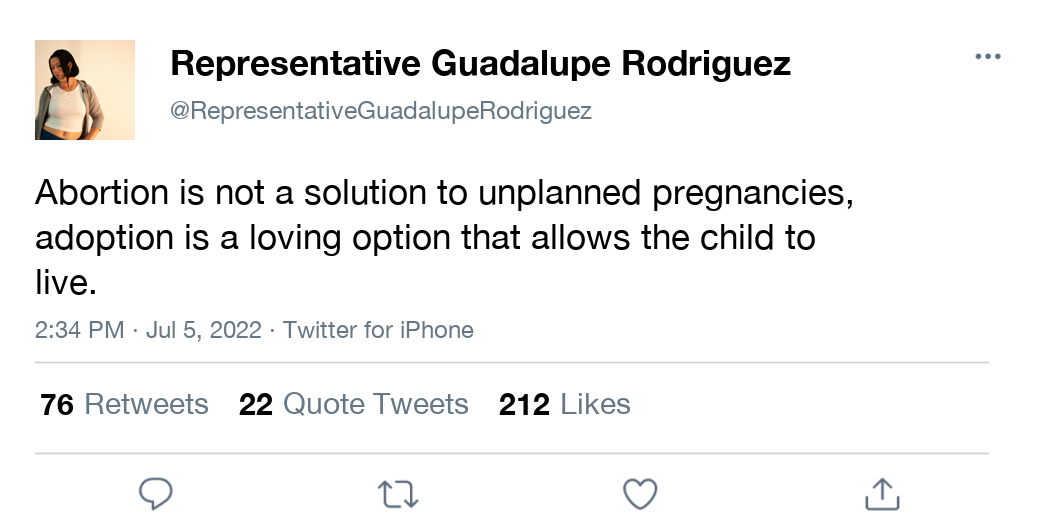 Representative Guadalupe Rodriguez
@RepresentativeGuadalupeRodriguez
Abortion is not a solution to unplanned pregnancies,
adoption is a loving option that allows the child to
live.
2:34 PM · Jul 5, 2022 · Twitter for iPhone
76 Retweets 22 Quote Tweets 212 Likes